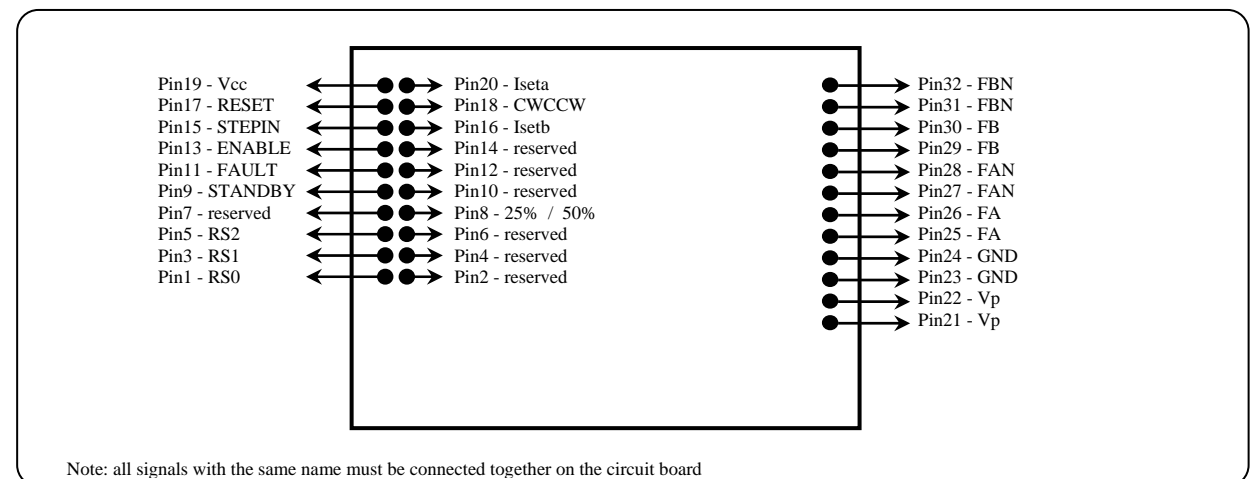 Pin19 - Vcc
Pin17 - RESET
Pin15 - STEPIN
Pin13 - ENABLE
Pin11 - FAULT
Pin9 - STANDBY
Pin7 - reserved
Pin5 - RS2
Pin3 - RS1
Pin1 - RS0
Pin20 - Iseta
Pin18 - CWCCW
Pin16 - Isetb
Pin14 - reserved
Pin12 - reserved
Pin10 - reserved
Pin8 - 25% / 50%
Pin6 - reserved
Pin4 - reserved
Pin2 - reserved
Pin32 - FBN
Pin31 - FBN
Pin30 - FB
Pin29 - FB
Pin28 - FAN
Pin27 - FAN
Pin26 - FA
Pin25 - FA
Pin24 - GND
Pin23 - GND
Pin22 - Vp
Pin21 - Vp
Note: all signals with the same name must be connected together on the circuit board